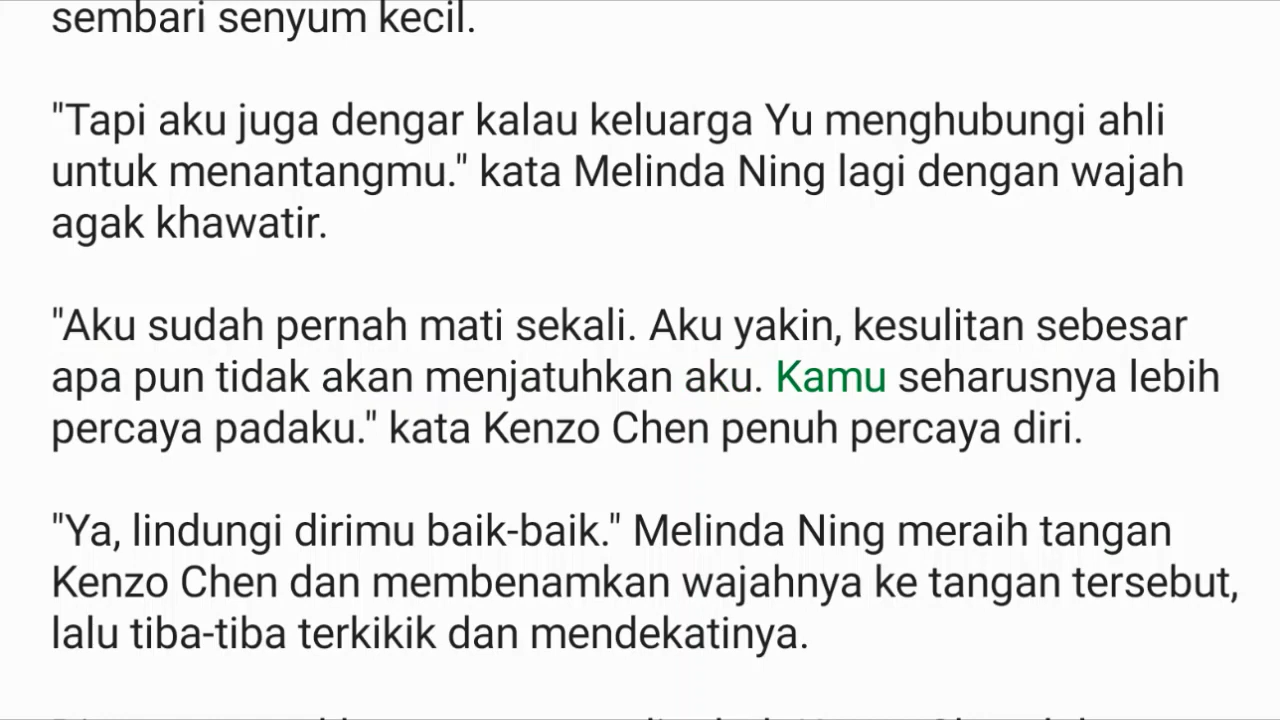 sembari senyum kecil.
"Tapi aku juga dengar kalau keluarga Yu menghubungi ahli
untuk menantangmu." kata Melinda Ning lagi dengan wajah
agak khawatir.
"Aku sudah pernah mati sekali. Aku yakin, kesulitan sebesar
apa pun tidak akan menjatuhkan aku. Kamu seharusnya lebih
percaya padaku." kata Kenzo Chen penuh percaya diri.
"Ya, lindungi dirimu baik-baik." Melinda Ning meraih tangan
Kenzo Chen dan membenamkan wajahnya ke tangan tersebut,
lalu tiba-tiba terkikik dan mendekatinya.